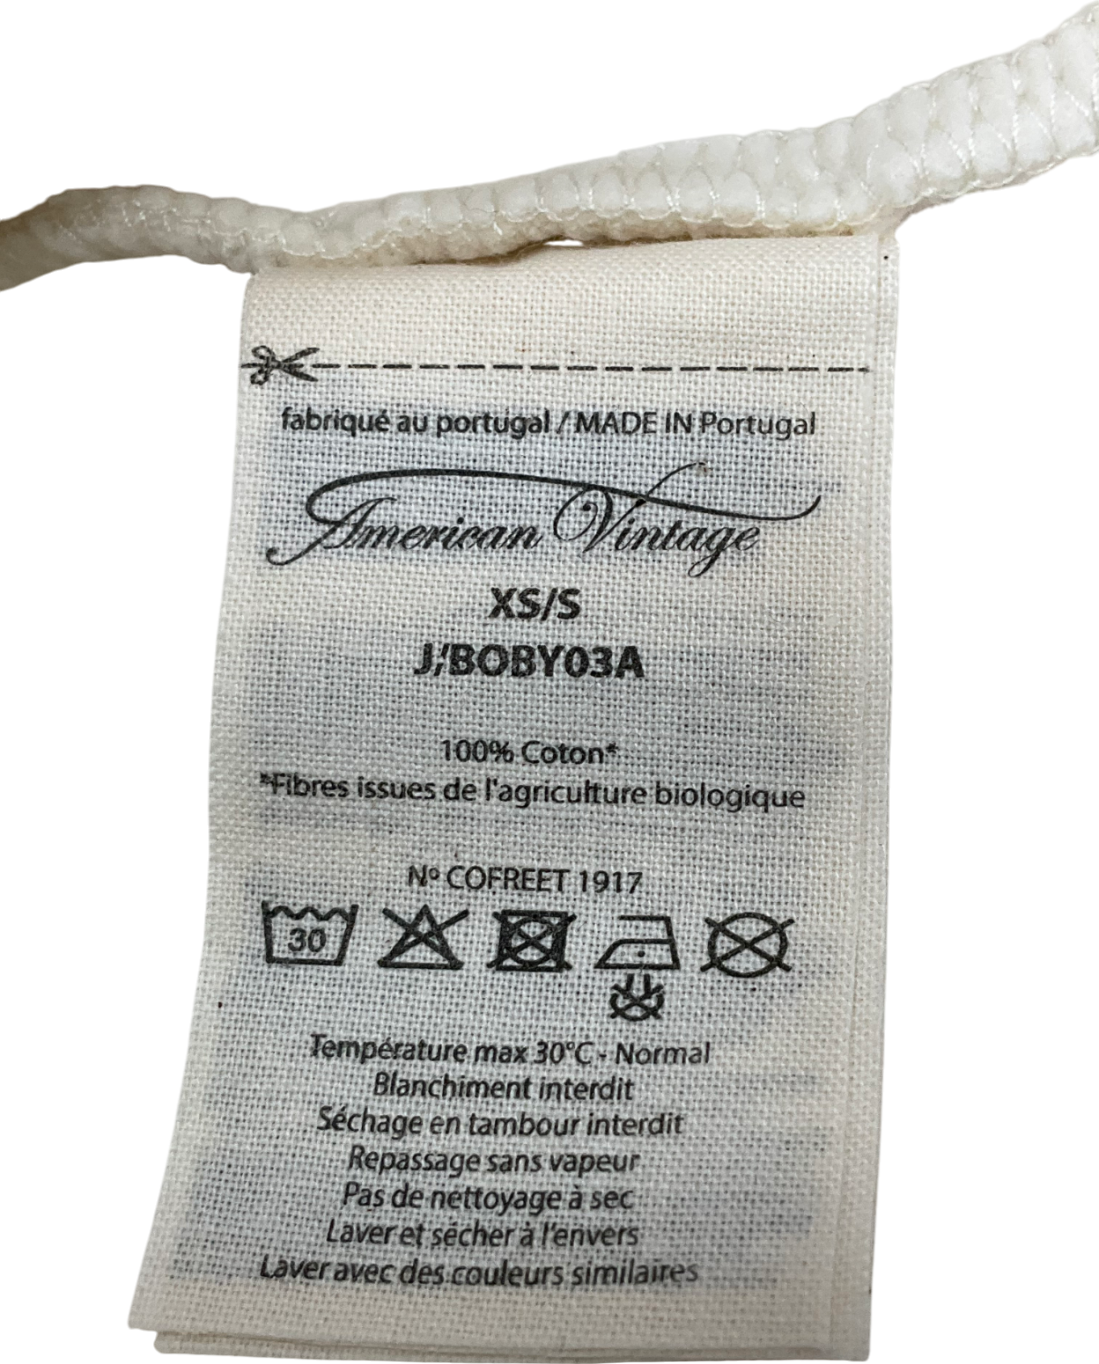 fabriqué au portugal / MADE IN Portugal
American Vintage
XS/S
J,'BOBY03A
100% Coton*
*Fibres issues de l'agriculture biologique
Nº COFREET 1917
30
Température max 30°C - Normal
Blanchiment interdit
Séchage en tambour interdit
Repassage sans vapeur
Pas de nettoyage à sec
Laver et sécher à l'envers
Laver avec des couleurs similaires